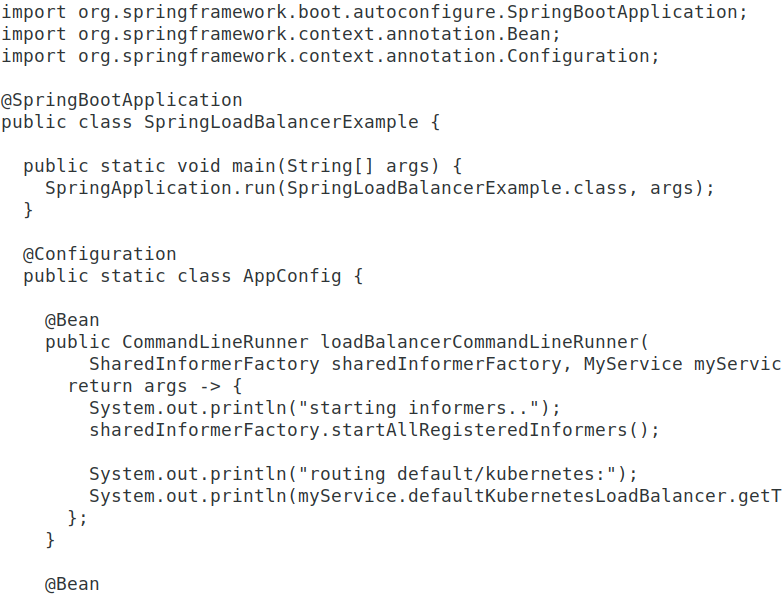 import org.springframework.boot.autoconfigure.SpringBootApplication;
import org.springframework.context.annotation.Bean;
import org.springframework.context.annotation.Configuration;

@SpringBootApplication
public class SpringLoadBalancerExample {

  public static void main(String[] args) {
    SpringApplication.run(SpringLoadBalancerExample.class, args);
  }

  @Configuration
  public static class AppConfig {

    @Bean
    public CommandLineRunner loadBalancerCommandLineRunner(
        SharedInformerFactory sharedInformerFactory, MyService myServic
      return args -> {
        System.out.println("starting informers..");
        sharedInformerFactory.startAllRegisteredInformers();

        System.out.println("routing default/kubernetes:");
        System.out.println(myService.defaultKubernetesLoadBalancer.getT
      };
    }

    @Bean